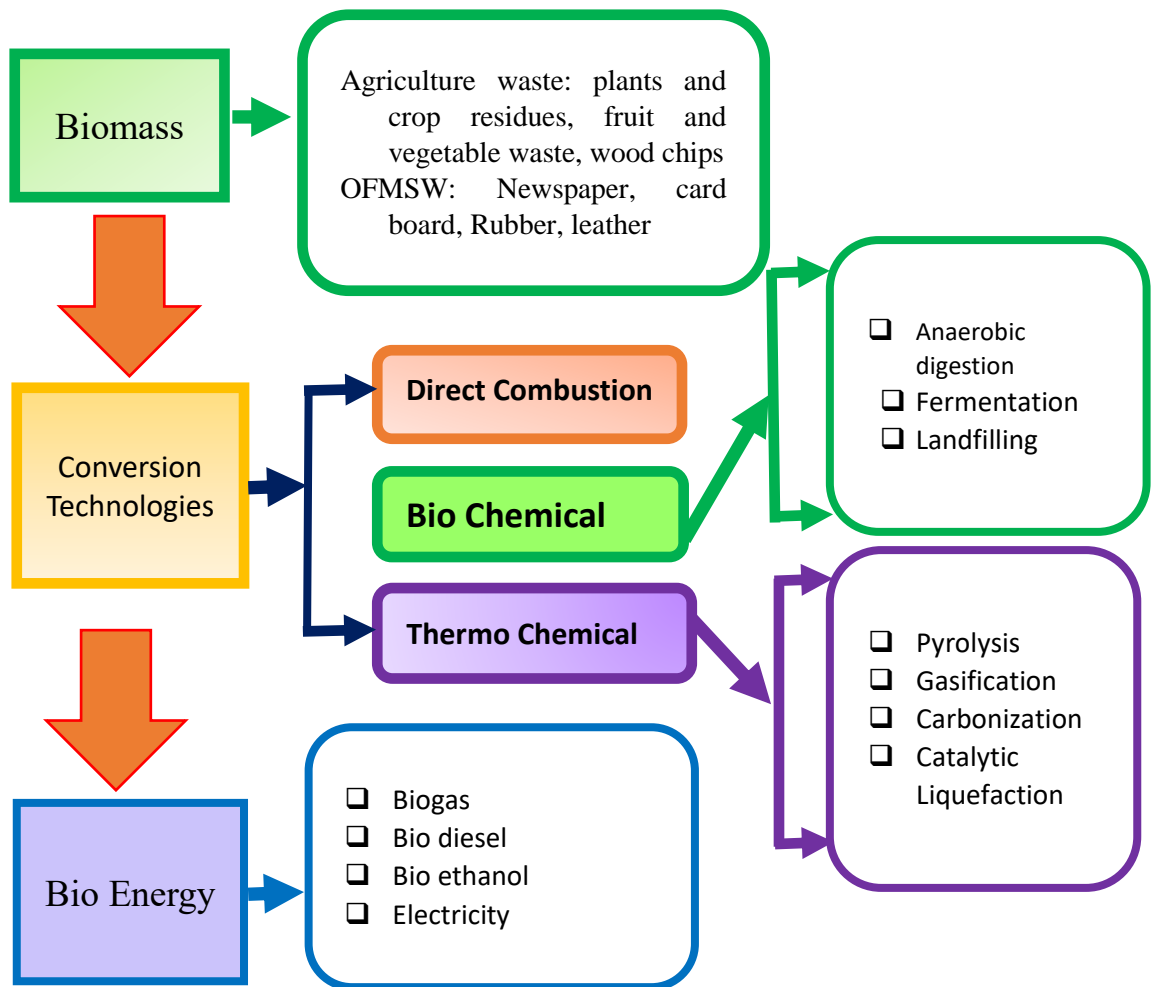 Biomass
Agriculture waste: plants and
crop residues, fruit and
vegetable waste, wood chips
OFMSW: Newspaper, card
board, Rubber, leather
Conversion
Technologies
Direct Combustion
Bio Chemical
Thermo Chemical
❑ Anaerobic
digestion
❑ Fermentation
❑ Landfilling
❑ Pyrolysis
❑ Gasification
❑ Carbonization
❑ Catalytic
Liquefaction
Bio Energy
❑ Biogas
❑ Bio diesel
❑ Bio ethanol
❑ Electricity